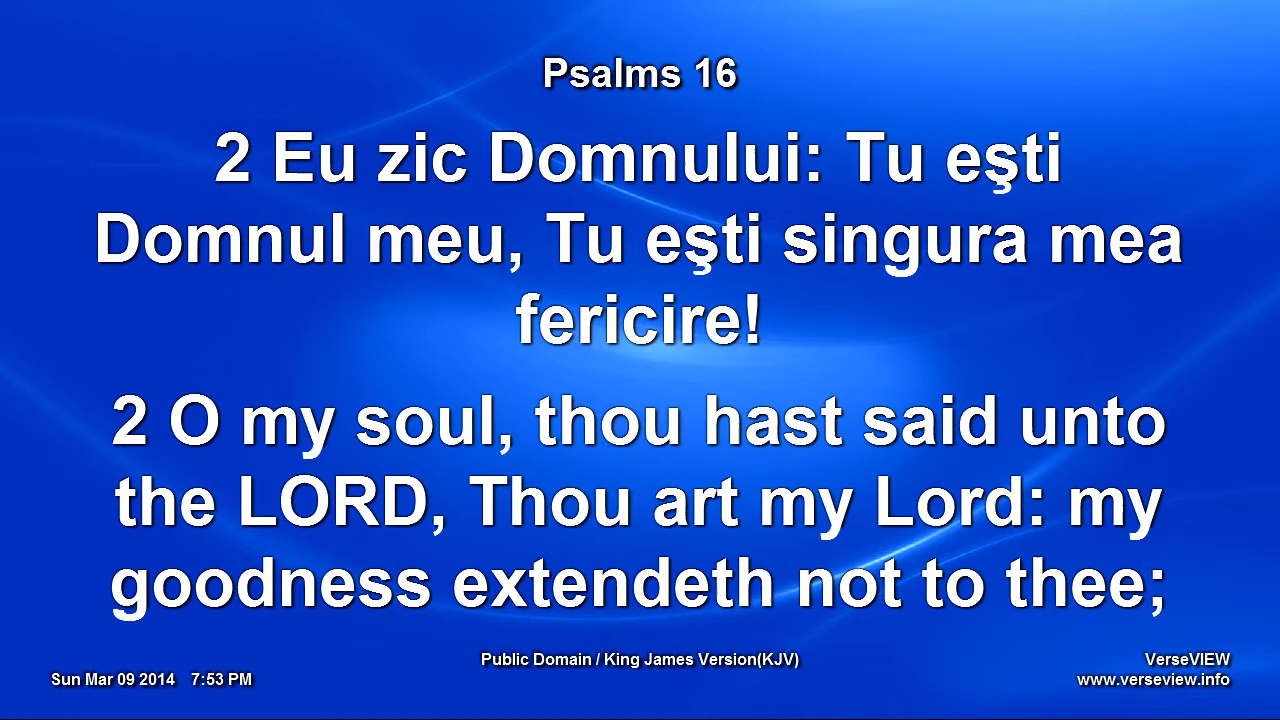 Psalms 16
2 Eu zic Domnului: Tu eşti
Domnul meu, Tu eşti singura mea
fericire!
2 O my soul, thou hast said unto
the LORD, Thou art my Lord: my
goodness extendeth not to thee;
Public Domain / King James Version(KJV)
VerseVIEW
Sun Mar 09 2014 7:53 PM
www.verseview.info